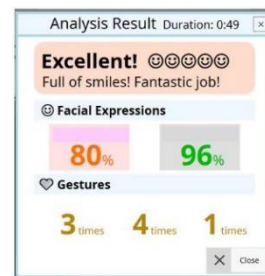 Analysis Result Duration: 0:49
Excellent! ☺☺☺☺☺
Full of smiles! Fantastic job!
☺ Facial Expressions
80% 96%
♡ Gestures
3 times 4 times 1 times
× Close